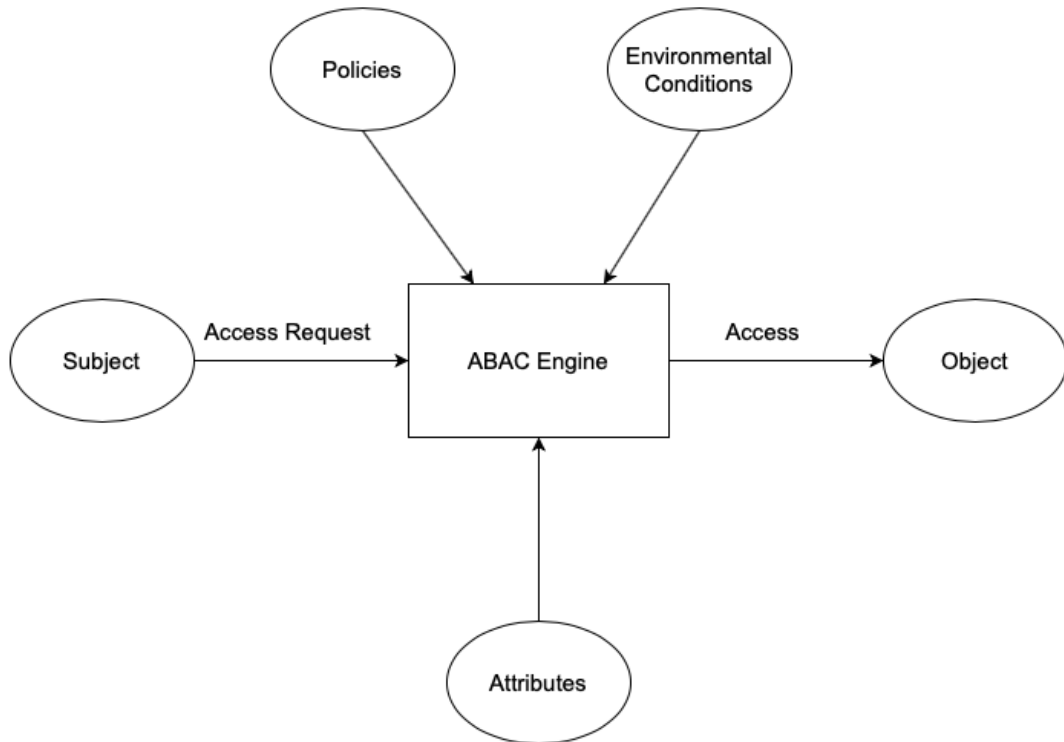 Policies
Environmental
Conditions
Access Request
Access
Subject
ABAC Engine
Object
Attributes